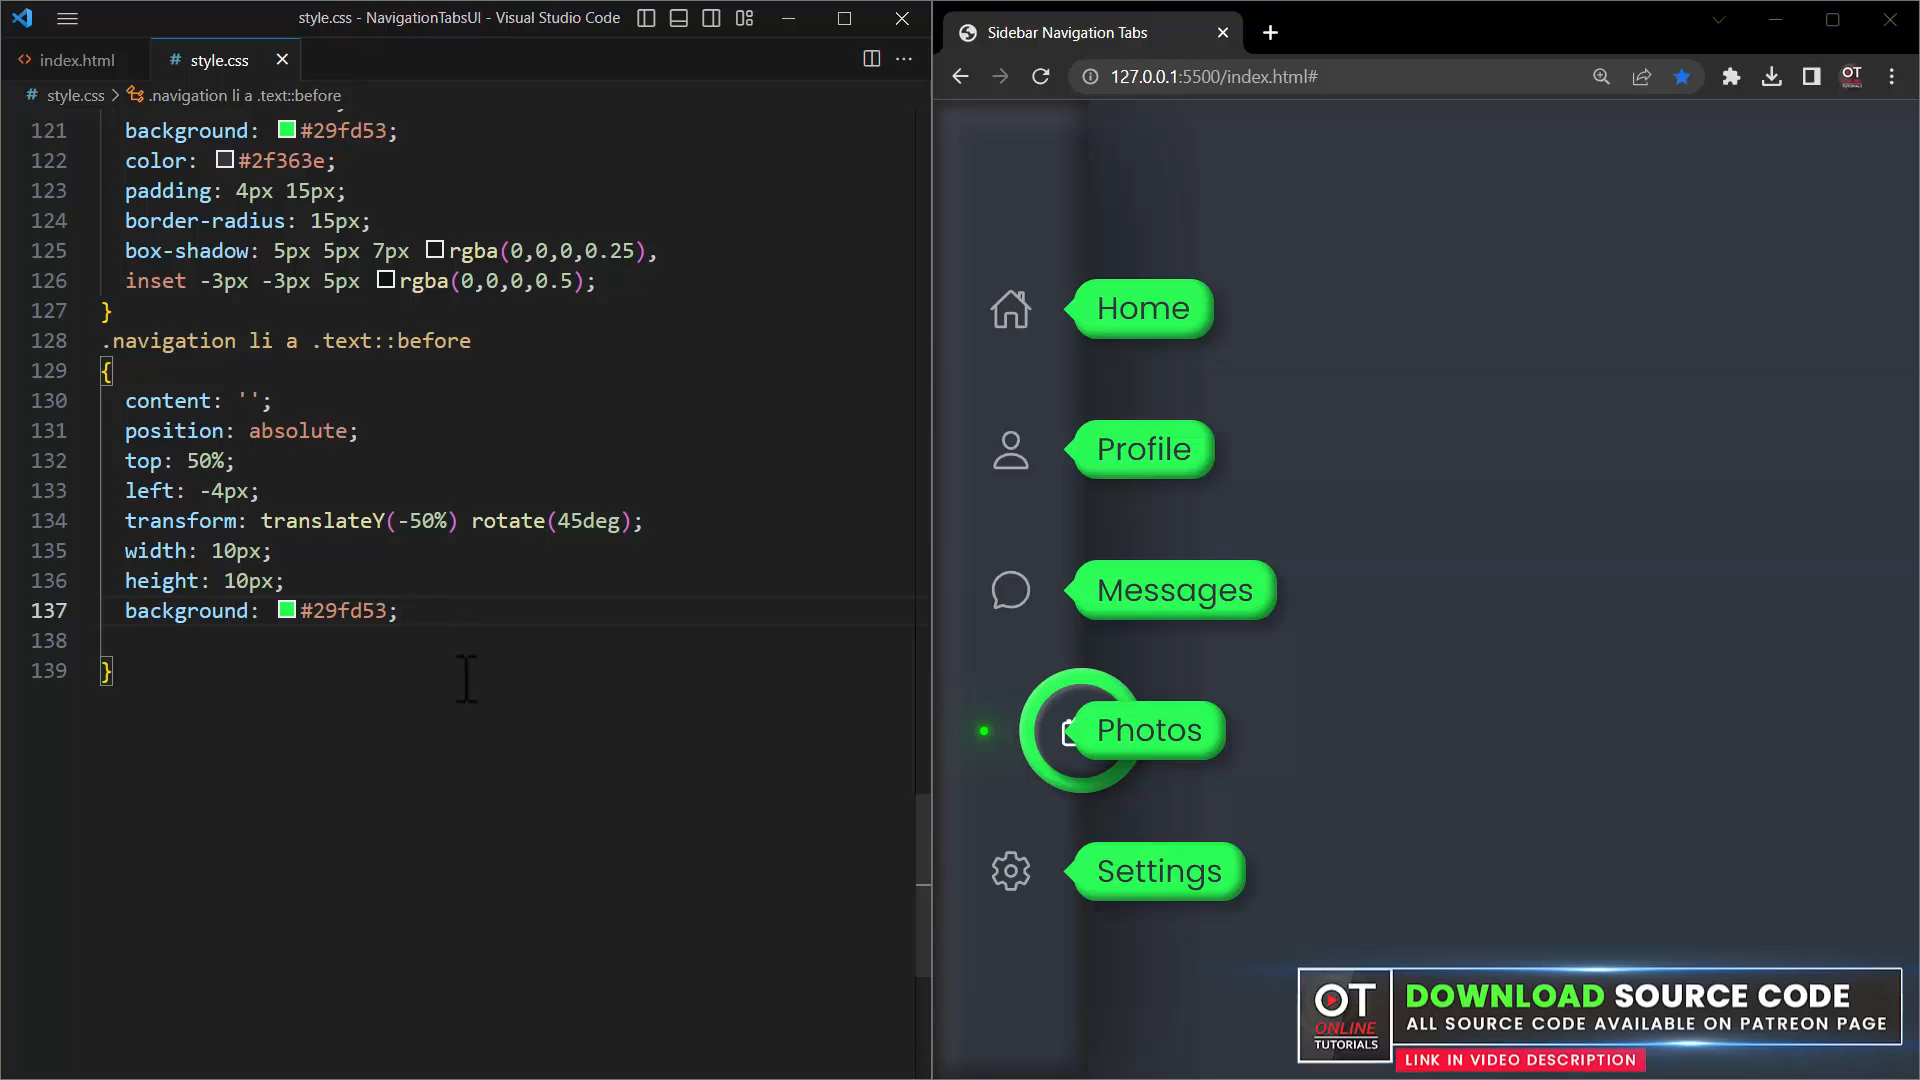 style.css - NavigationTabsUI - Visual Studio Code
index.html
# style.css
# style.css > .navigation li a .text::before
121 background: #29fd53;
122 color: #2f363e;
123 padding: 4px 15px;
124 border-radius: 15px;
125 box-shadow: 5px 5px 7px rgba(0,0,0,0.25),
126 inset -3px -3px 5px rgba(0,0,0,0.5);
127 }
128 .navigation li a .text::before
129 {
130 content: '';
131 position: absolute;
132 top: 50%;
133 left: -4px;
134 transform: translateY(-50%) rotate(45deg);
135 width: 10px;
136 height: 10px;
137 background: #29fd53;
138
139 }
Sidebar Navigation Tabs
127.0.0.1:5500/index.html#
Home
Profile
Messages
Photos
Settings
OT
ONLINE
TUTORIALS
DOWNLOAD SOURCE CODE
ALL SOURCE CODE AVAILABLE ON PATREON PAGE
LINK IN VIDEO DESCRIPTION